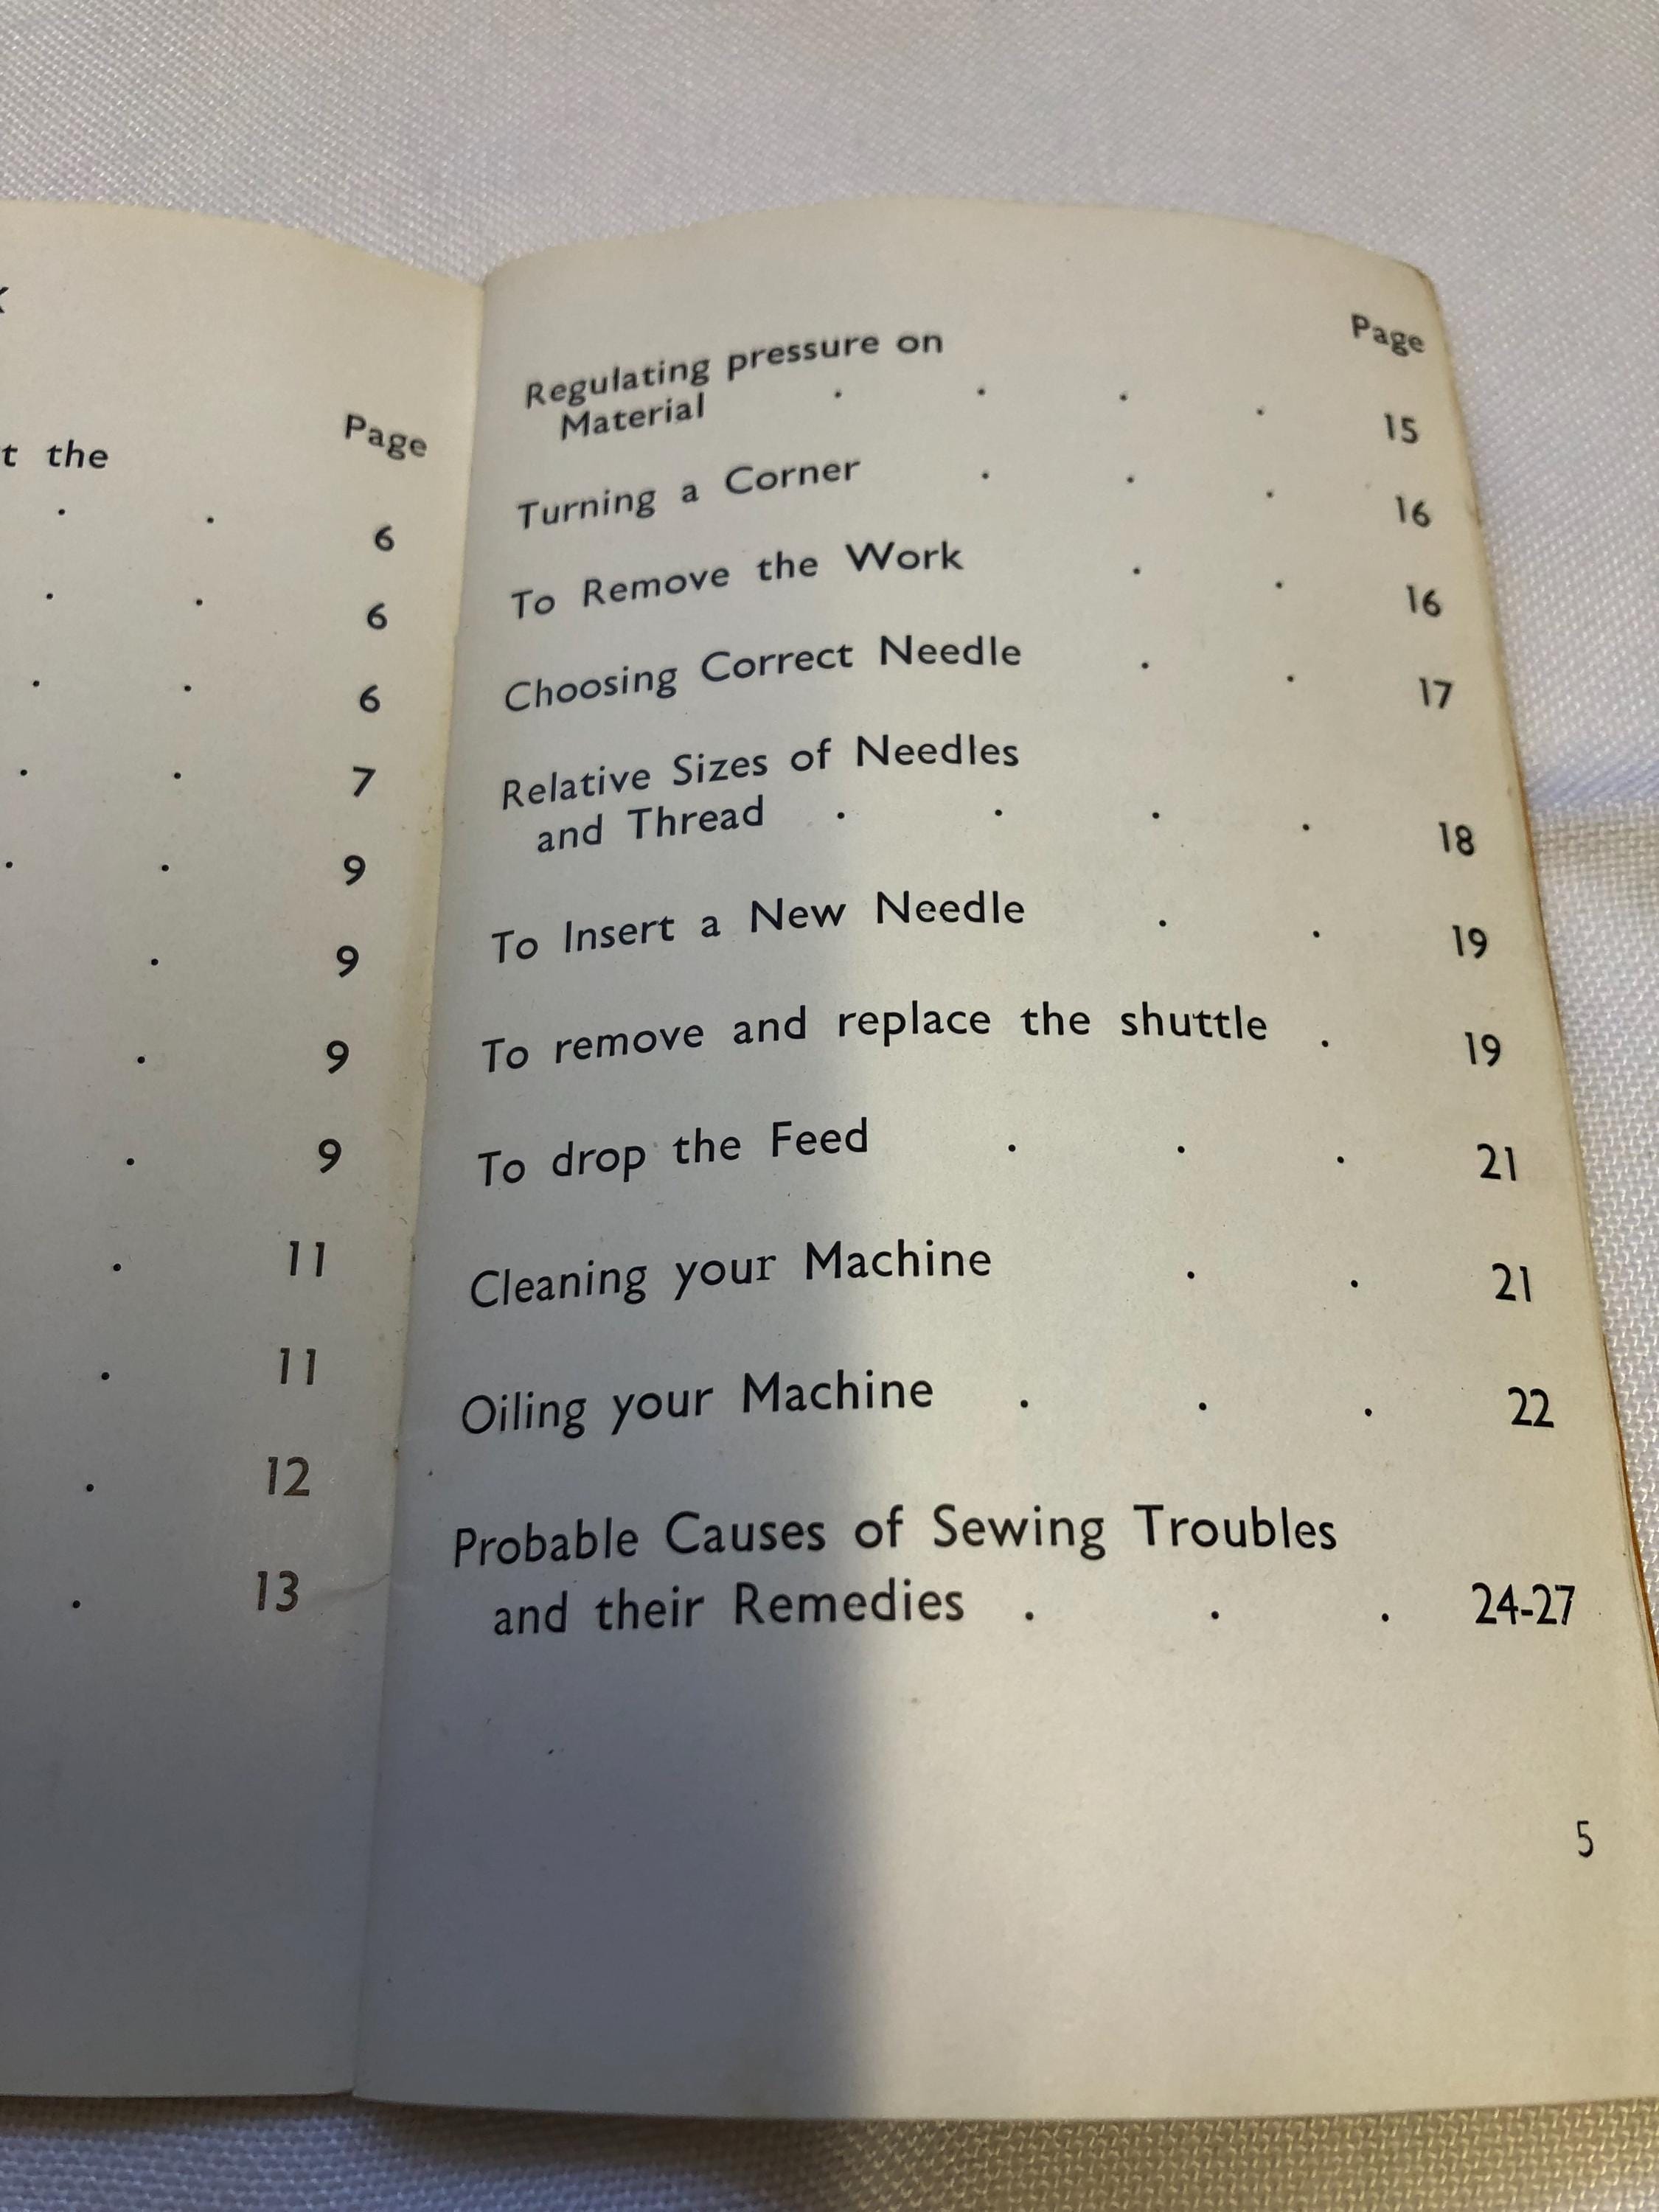 Page
t the
6
6
6
7
9
9
9
9
11
11
12
13
Page
Regulating pressure on
Material . . . . 15
Turning a Corner . . . 16
To Remove the Work . . 16
Choosing Correct Needle . . 17
Relative Sizes of Needles
and Thread . . . . 18
To Insert a New Needle . . 19
To remove and replace the shuttle . 19
To drop the Feed . . . 21
Cleaning your Machine . . 21
Oiling your Machine . . . 22
Probable Causes of Sewing Troubles
and their Remedies . . . 24-27
5